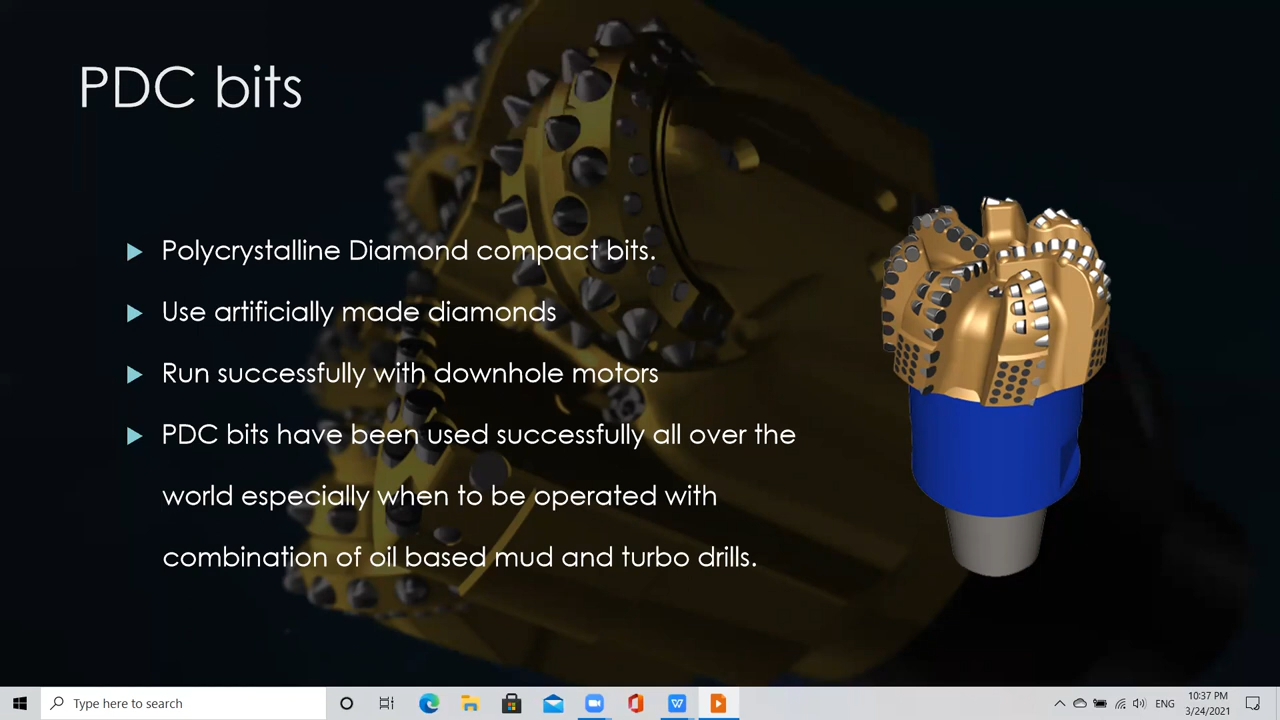 PDC bits
Polycrystalline Diamond compact bits.
Use artificially made diamonds
Run successfully with downhole motors
PDC bits have been used successfully all over the
world especially when to be operated with
combination of oil based mud and turbo drills.
Type here to search
ENG
10:37 PM
3/24/2021